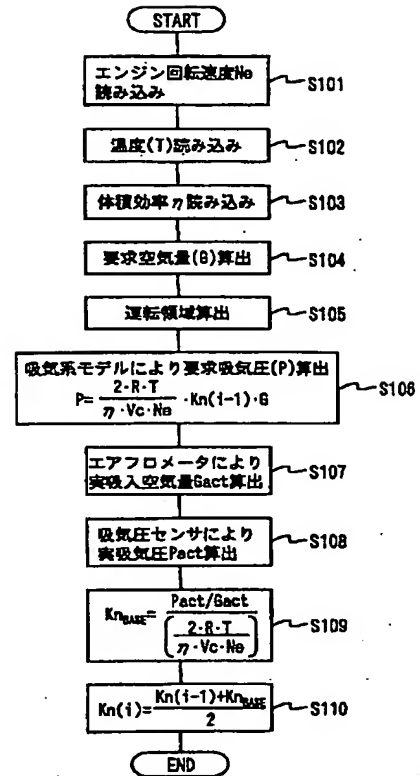 START
エンジン回転速度Ne
読み込み
S101
温度(T)読み込み
S102
体積効率η読み込み
S103
要求空気量(G)算出
S104
運転領域算出
S105
吸気系モデルにより要求吸気圧(P)算出
P= 2·R·T / η·Vc·Ne ·Kn(i-1)·G
S106
エアフロメータにより
実吸入空気量Gact算出
S107
吸気圧センサにより
実吸気圧Pact算出
S108
KnBASE= Pact/Gact / (2·R·T / η·Vc·Ne)
S109
Kn(i)= Kn(i-1)+KnBASE / 2
S110
END